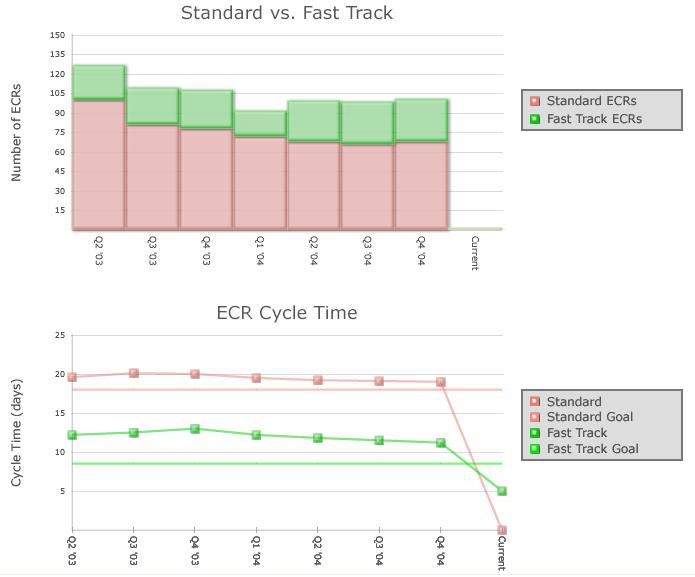 Standard vs. Fast Track
150
135
120
105
90
75
60
45
30
15
Number of ECRs
Q2 '03
Q3 '03
Q4 '03
Q1 '04
Q2 '04
Q3 '04
Q4 '04
Current
Standard ECRs
Fast Track ECRs
ECR Cycle Time
25
20
15
10
5
Cycle Time (days)
Q2 '03
Q3 '03
Q4 '03
Q1 '04
Q2 '04
Q3 '04
Q4 '04
Current
Standard
Standard Goal
Fast Track
Fast Track Goal